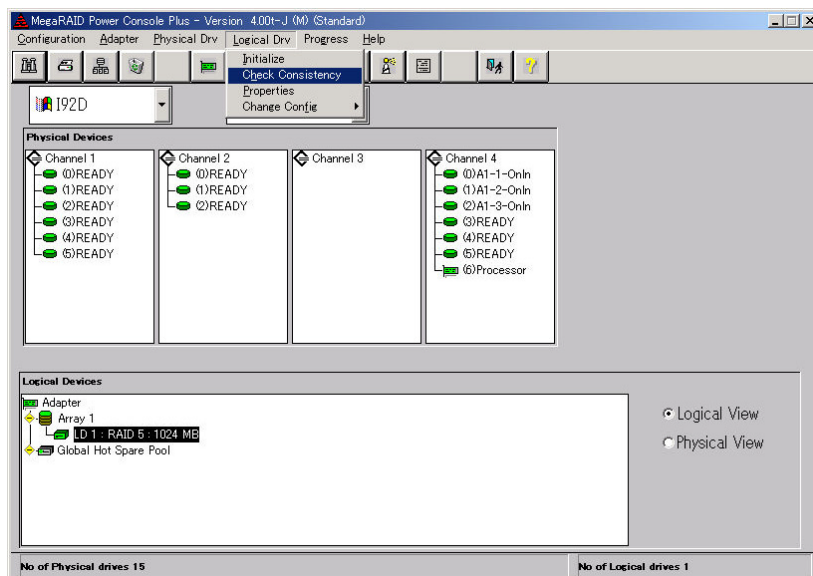 MegaRAID Power Console Plus - Version 4.00t-J (M) (Standard)
Configuration Adapter Physical Drv Logical Drv Progress Help
Initialize
Check Consistency
Properties
Change Config
I92D
Physical Devices
Channel 1
(0)READY
(1)READY
(2)READY
(3)READY
(4)READY
(5)READY
Channel 2
(0)READY
(1)READY
(2)READY
Channel 3
Channel 4
(0)A1-1-Onln
(1)A1-2-Onln
(2)A1-3-Onln
(3)READY
(4)READY
(5)READY
(6)Processor
Logical Devices
Adapter
Array 1
LD 1 : RAID 5 : 1024 MB
Global Hot Spare Pool
Logical View
Physical View
No of Physical drives 15
No of Logical drives 1